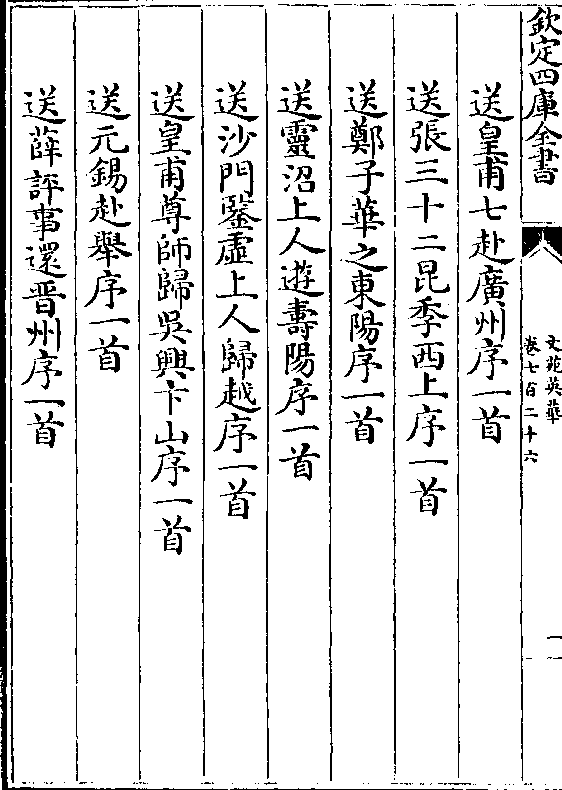 欽定四庫全書
文苑英華
卷七百二十六
一
送皇甫七赴廣州序一首
送張三十二昆季西上序一首
送鄭子華之東陽序一首
送靈沼上人遊壽陽序一首
送沙門鑒虛上人歸越序一首
送皇甫尊師歸吳興卞山序一首
送元錫赴舉序一首
送薛評事還晉州序一首